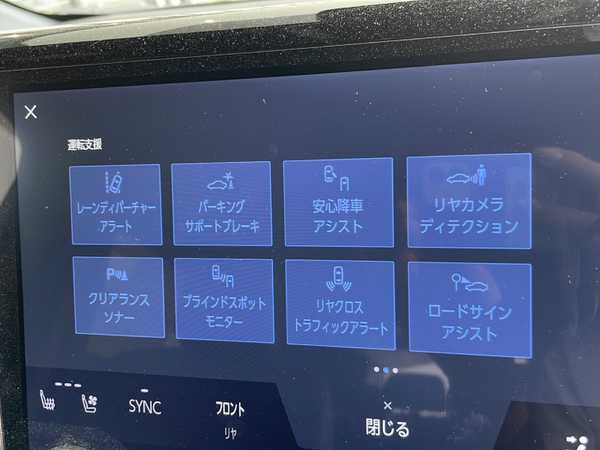 運転支援
レーンディパーチャー
アラート
パーキング
サポートブレーキ
安心降車
アシスト
リヤカメラ
ディテクション
クリアランス
ソナー
ブラインドスポット
モニター
リヤクロス
トラフィックアラート
ロードサイン
アシスト
SYNC
フロント
リヤ
閉じる